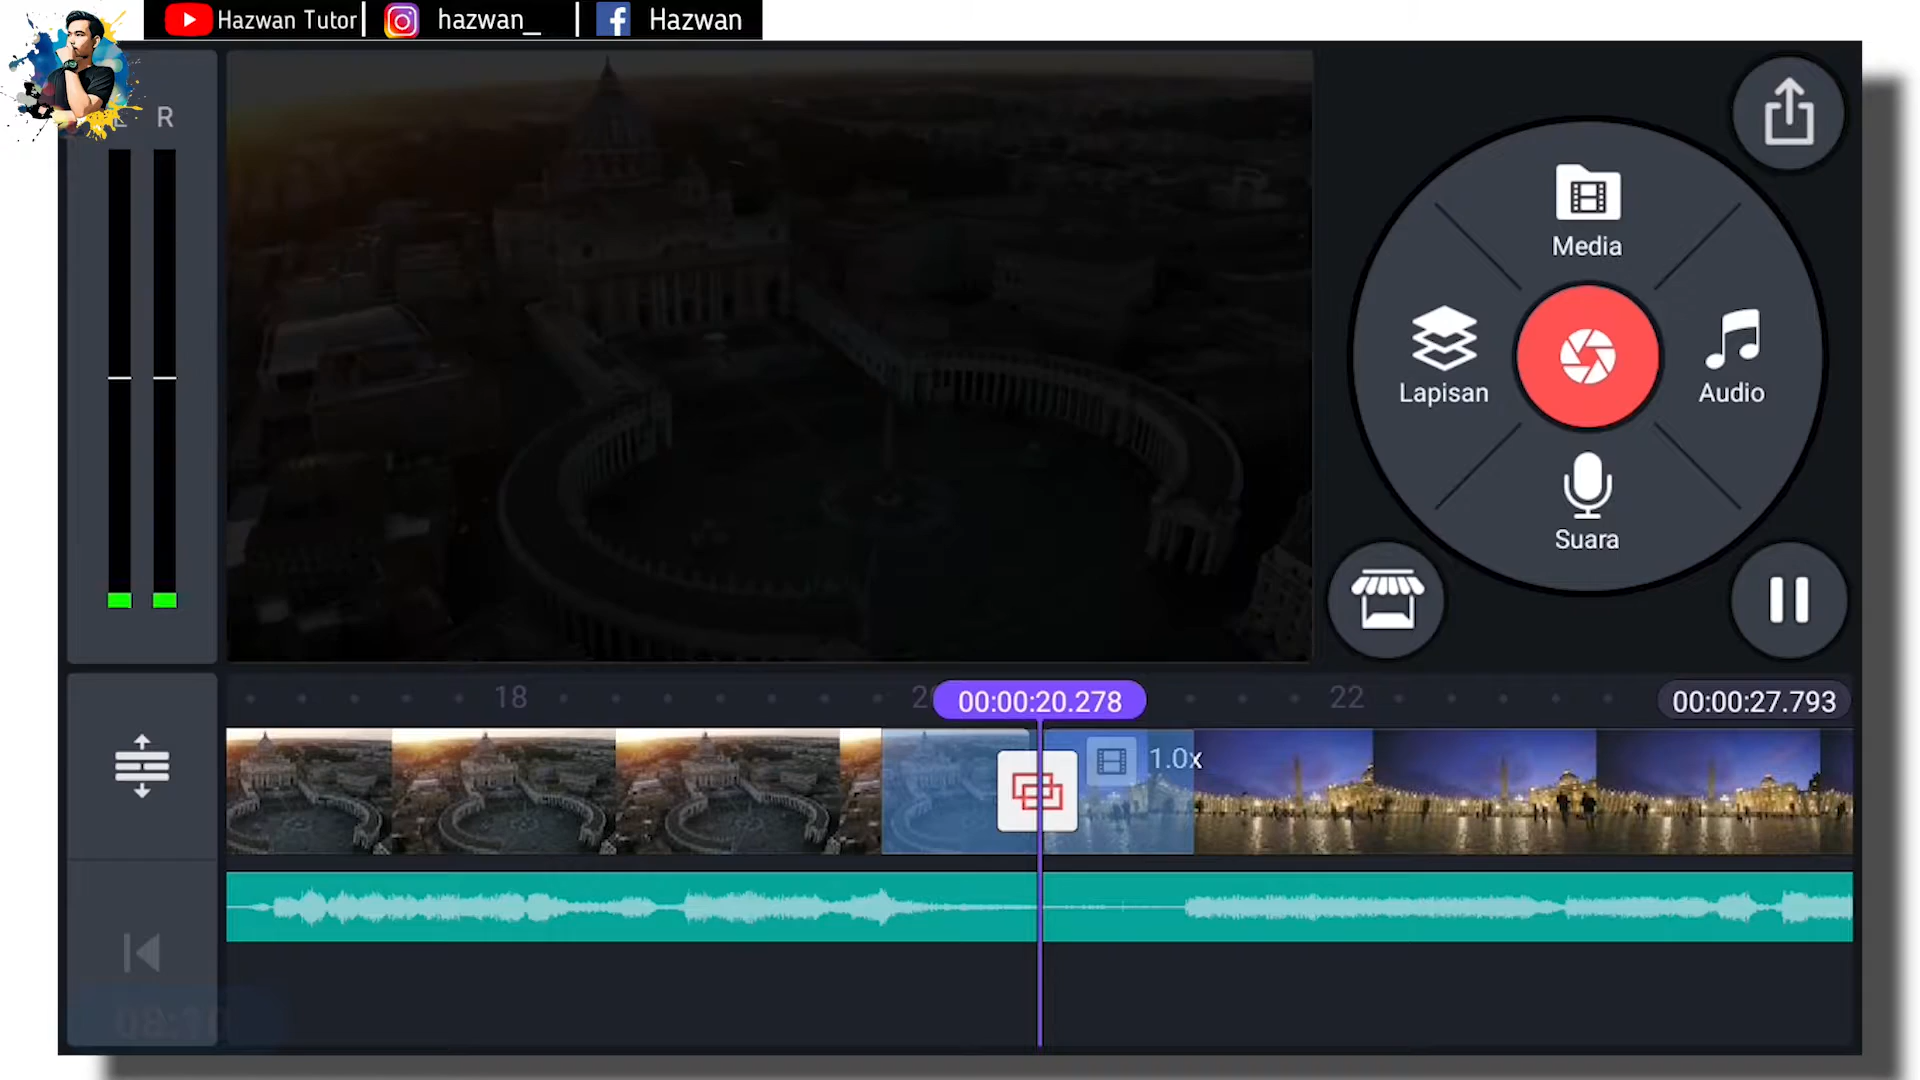 Hazwan Tutor| hazwan_ | Hazwan
R
Media
Lapisan
Audio
Suara
18
00:00:20.278
22
00:00:27.793
1.0x